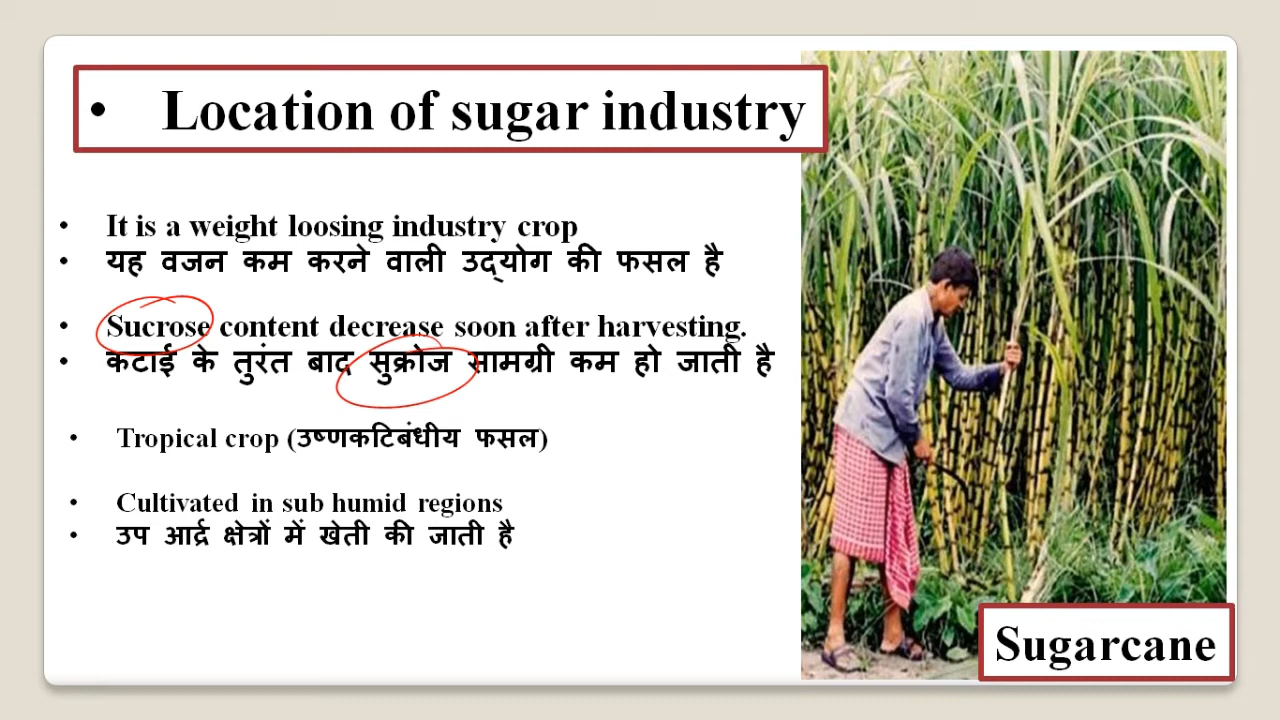 • Location of sugar industry
• It is a weight loosing industry crop
• यह वजन कम करने वाली उद्योग की फसल है
• Sucrose content decrease soon after harvesting.
• कटाई के तुरंत बाद सुक्रोज सामग्री कम हो जाती है
• Tropical crop (उष्णकटिबंधीय फसल)
• Cultivated in sub humid regions
• उप आर्द्र क्षेत्रों में खेती की जाती है
Sugarcane